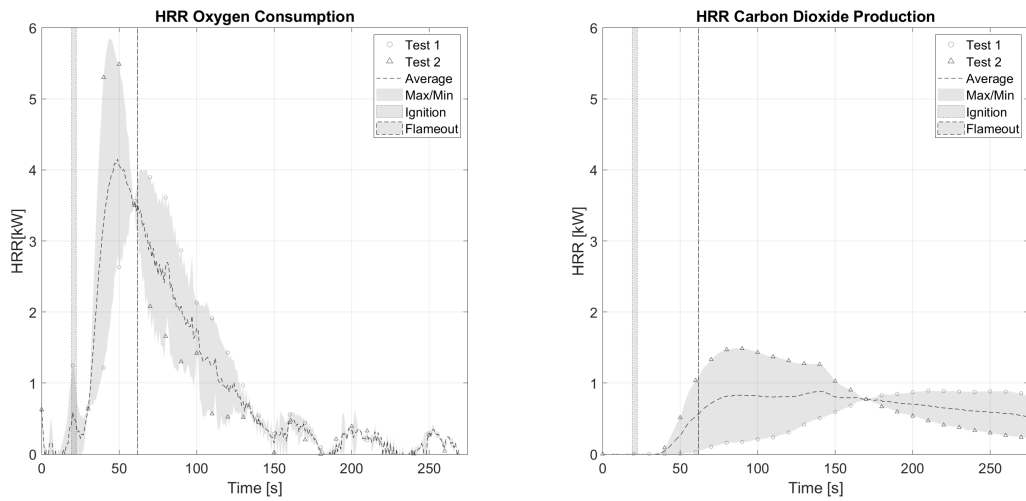 HRR Oxygen Consumption
6
5
4
3
2
1
0
HRR[kW]
0
50
100
150
200
250
Time [s]
Test 1
Test 2
Average
Max/Min
Ignition
Flameout
HRR Carbon Dioxide Production
6
5
4
3
2
1
0
HRR [kW]
0
50
100
150
200
250
Time [s]
Test 1
Test 2
Average
Max/Min
Ignition
Flameout